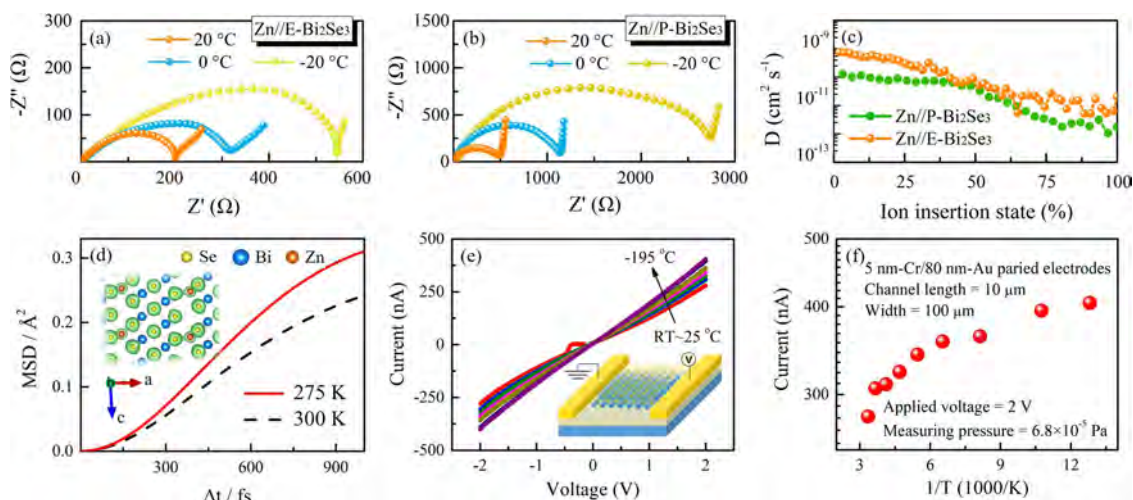 (a)
Zn//E-Bi2Se3
20 °C
0 °C
-20 °C
200
150
100
50
0
-Z'' (Ω)
0
200
400
600
Z' (Ω)
(b)
Zn//P-Bi2Se3
20 °C
0 °C
-20 °C
1500
1000
500
0
-Z'' (Ω)
0
1000
2000
3000
Z' (Ω)
(c)
10⁻⁹
10⁻¹¹
10⁻¹³
D (cm² s⁻¹)
Zn//P-Bi2Se3
Zn//E-Bi2Se3
0
25
50
75
100
Ion insertion state (%)
(d)
Se
Bi
Zn
0.3
0.2
0.1
0.0
MSD / Å²
a
c
275 K
300 K
300
600
900
Δt / fs
(e)
500
250
0
-250
-500
Current (nA)
-195 °C
RT~25 °C
V
-2
-1
0
1
2
Voltage (V)
(f)
5 nm-Cr/80 nm-Au paried electrodes
Channel length = 10 μm
Width = 100 μm
500
400
300
Current (nA)
Applied voltage = 2 V
Measuring pressure = 6.8×10⁻⁵ Pa
3
6
9
12
1/T (1000/K)